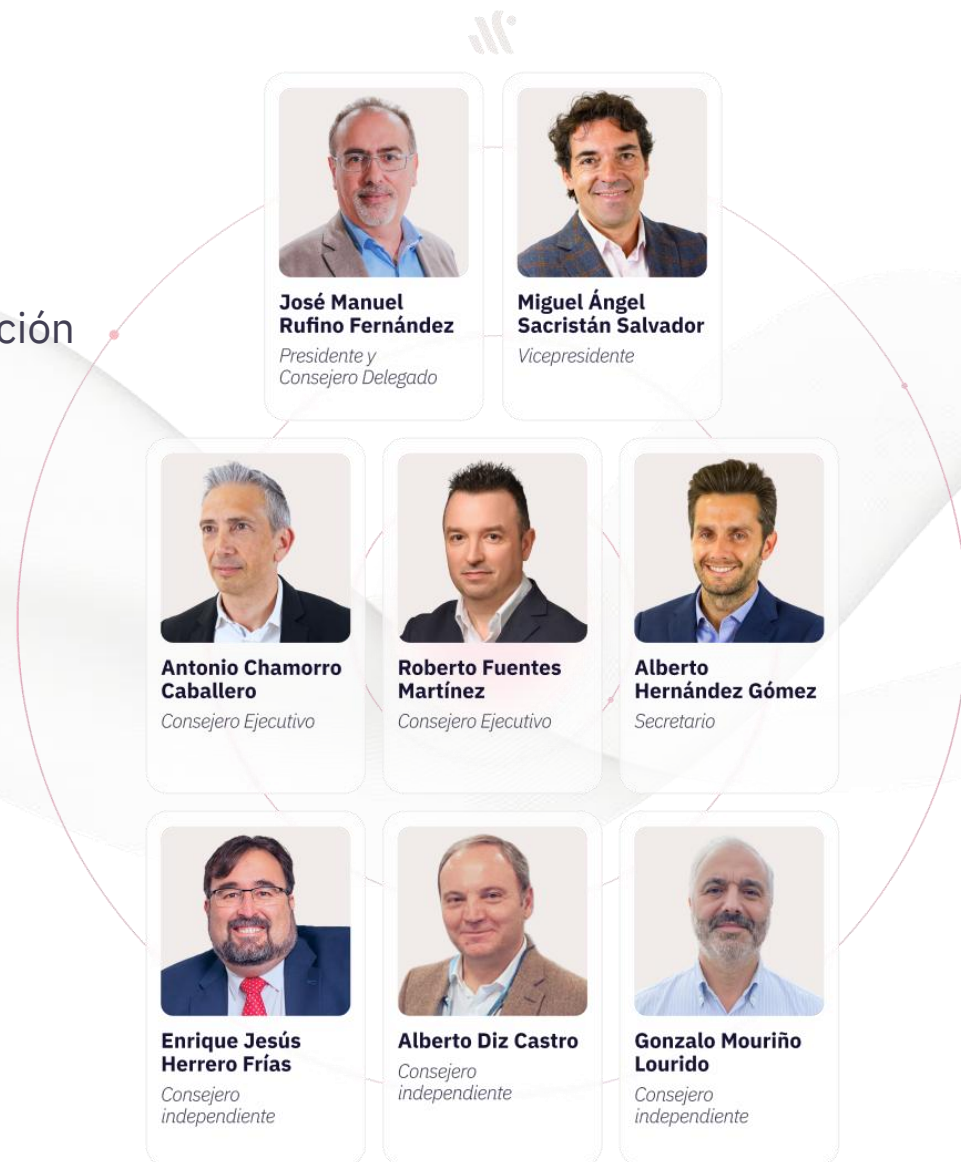 ción
José Manuel
Rufino Fernández
Presidente y
Consejero Delegado
Miguel Ángel
Sacristán Salvador
Vicepresidente
Antonio Chamorro
Caballero
Consejero Ejecutivo
Roberto Fuentes
Martínez
Consejero Ejecutivo
Alberto
Hernández Gómez
Secretario
Enrique Jesús
Herrero Frías
Consejero
independiente
Alberto Diz Castro
Consejero
independiente
Gonzalo Mouriño
Lourido
Consejero
independiente